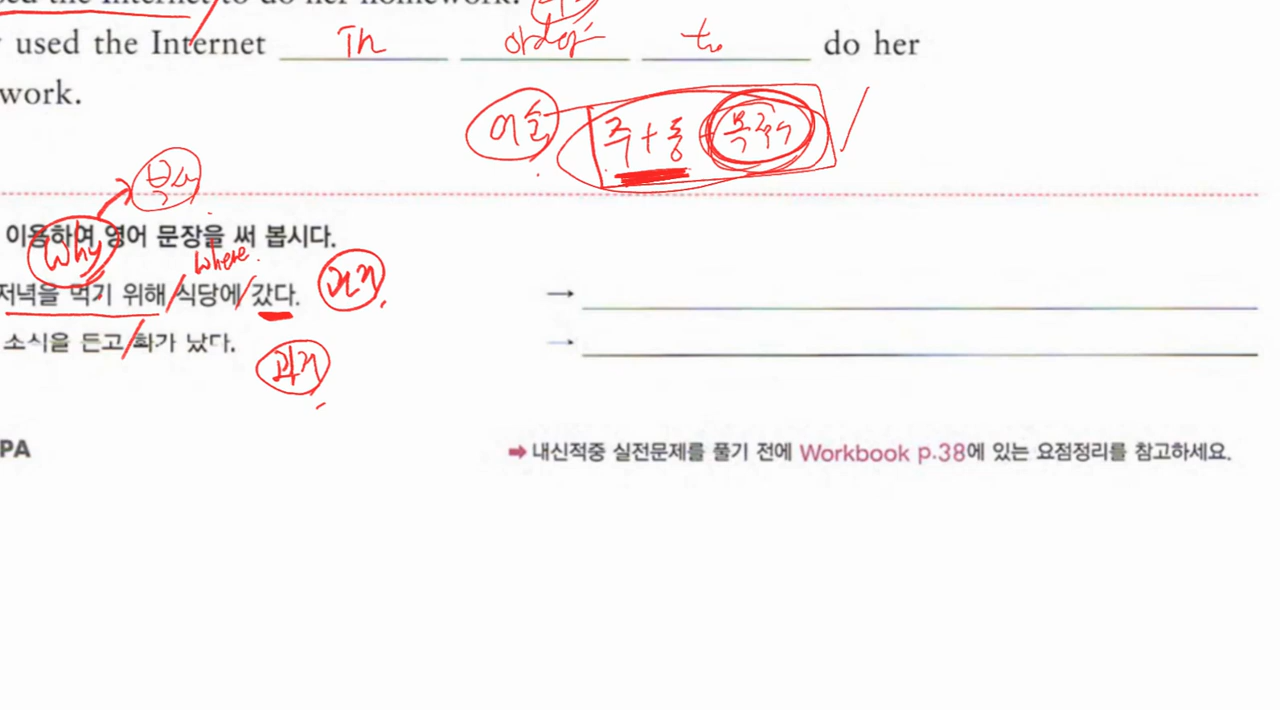 sed the Internet to do her homework.
used the Internet In order to do her
work.
어순 주+동+목적어
부사
이용하여 영어 문장을 써 봅시다.
Why where.
저녁을 먹기 위해 식당에 갔다. 과거 →
소식을 듣고 화가 났다. →
과거
PA ➡ 내신적중 실전문제를 풀기 전에 Workbook p.38에 있는 요점정리를 참고하세요.